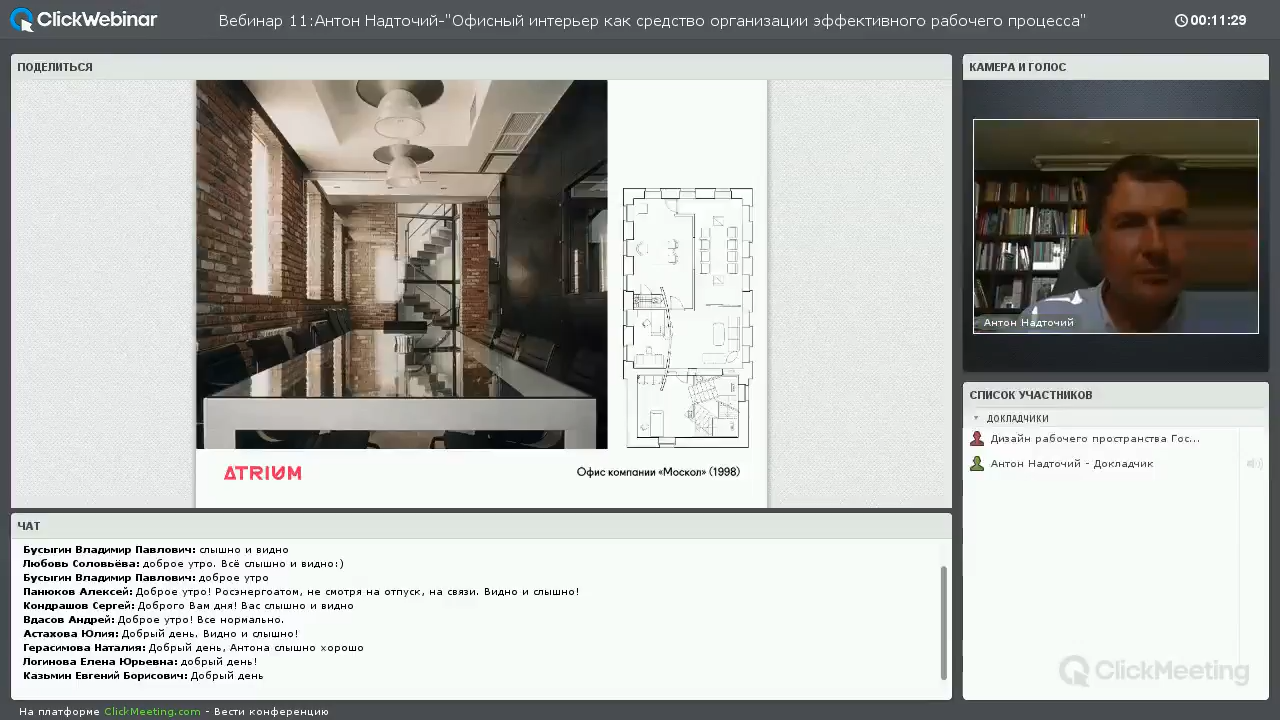 ClickWebinar
Вебинар 11:Антон Надточий-"Офисный интерьер как средство организации эффективного рабочего процесса"
00:11:29
ПОДЕЛИТЬСЯ
КАМЕРА И ГОЛОС
Антон Надточий
ATRIUM
Офис компании «Москол» (1998)
СПИСОК УЧАСТНИКОВ
ДОКЛАДЧИКИ
Дизайн рабочего пространства Гос...
Антон Надточий - Докладчик
ЧАТ
Бусыгин Владимир Павлович: слышно и видно
Любовь Соловьёва: доброе утро. Всё слышно и видно:)
Бусыгин Владимир Павлович: доброе утро
Панюков Алексей: Доброе утро! Росэнергоатом, не смотря на отпуск, на связи. Видно и слышно!
Кондрашов Сергей: Доброго Вам дня! Вас слышно и видно
Вдасов Андрей: Доброе утро! Все нормально.
Астахова Юлия: Добрый день, Видно и слышно!
Герасимова Наталия: Добрый день, Антона слышно хорошо
Логинова Елена Юрьевна: добрый день!
Казьмин Евгений Борисович: Добрый день
ClickMeeting
На платформе ClickMeeting.com - Вести конференцию